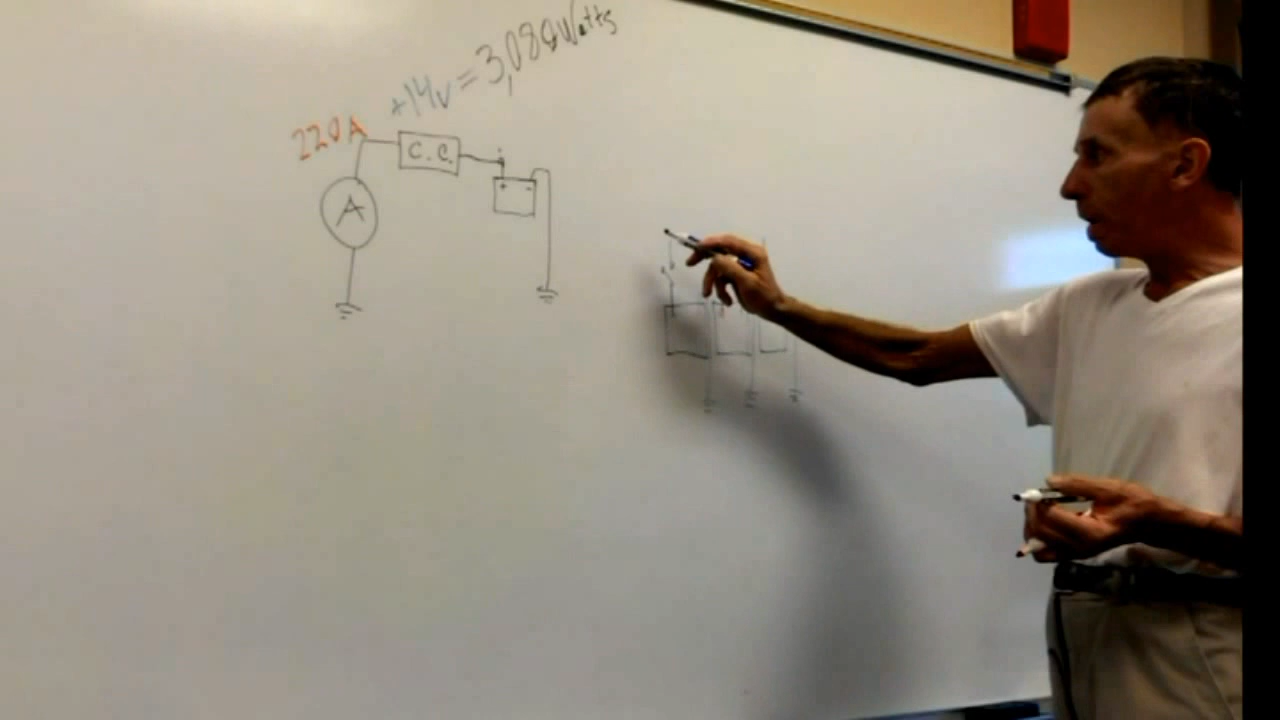 220A +14v = 3,080 Watts
C.C.
+ -
A